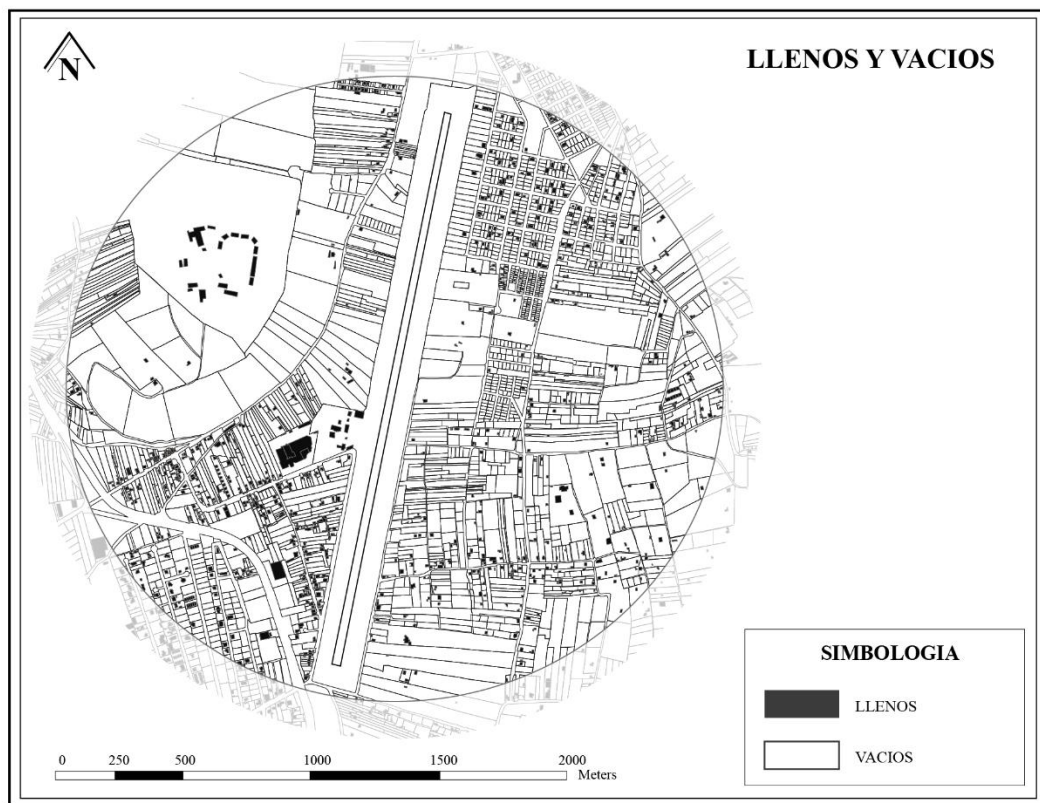 N
LLENOS Y VACIOS
SIMBOLOGIA
LLENOS
VACIOS
0 250 500 1000 1500 2000
Meters